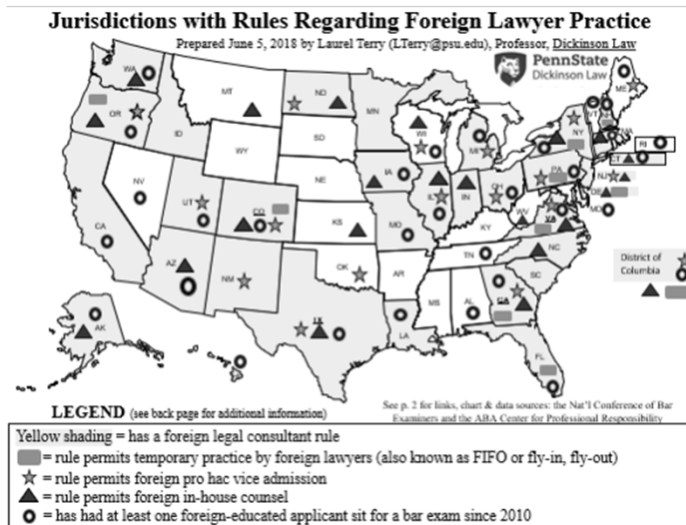 Jurisdictions with Rules Regarding Foreign Lawyer Practice
Prepared June 5, 2018 by Laurel Terry (LTerry@psu.edu), Professor, Dickinson Law
PennState
Dickinson Law
WA
MT
ND
MN
OR
ID
SD
WY
WI
MI
NY
VT
ME
MA
RI
CT
NV
UT
CO
NE
IA
IL
IN
OH
PA
NJ
DE
MD
CA
KS
MO
KY
WV
VA
AZ
NM
OK
AR
TN
NC
SC
MS
AL
GA
District of
Columbia
AK
TX
LA
FL
LEGEND (see back page for additional information)
See p. 2 for links, chart & data sources: the Nat'l Conference of Bar
Examiners and the ABA Center for Professional Responsibility
Yellow shading = has a foreign legal consultant rule
= rule permits temporary practice by foreign lawyers (also known as FIFO or fly-in, fly-out)
= rule permits foreign pro hac vice admission
= rule permits foreign in-house counsel
= has had at least one foreign-educated applicant sit for a bar exam since 2010